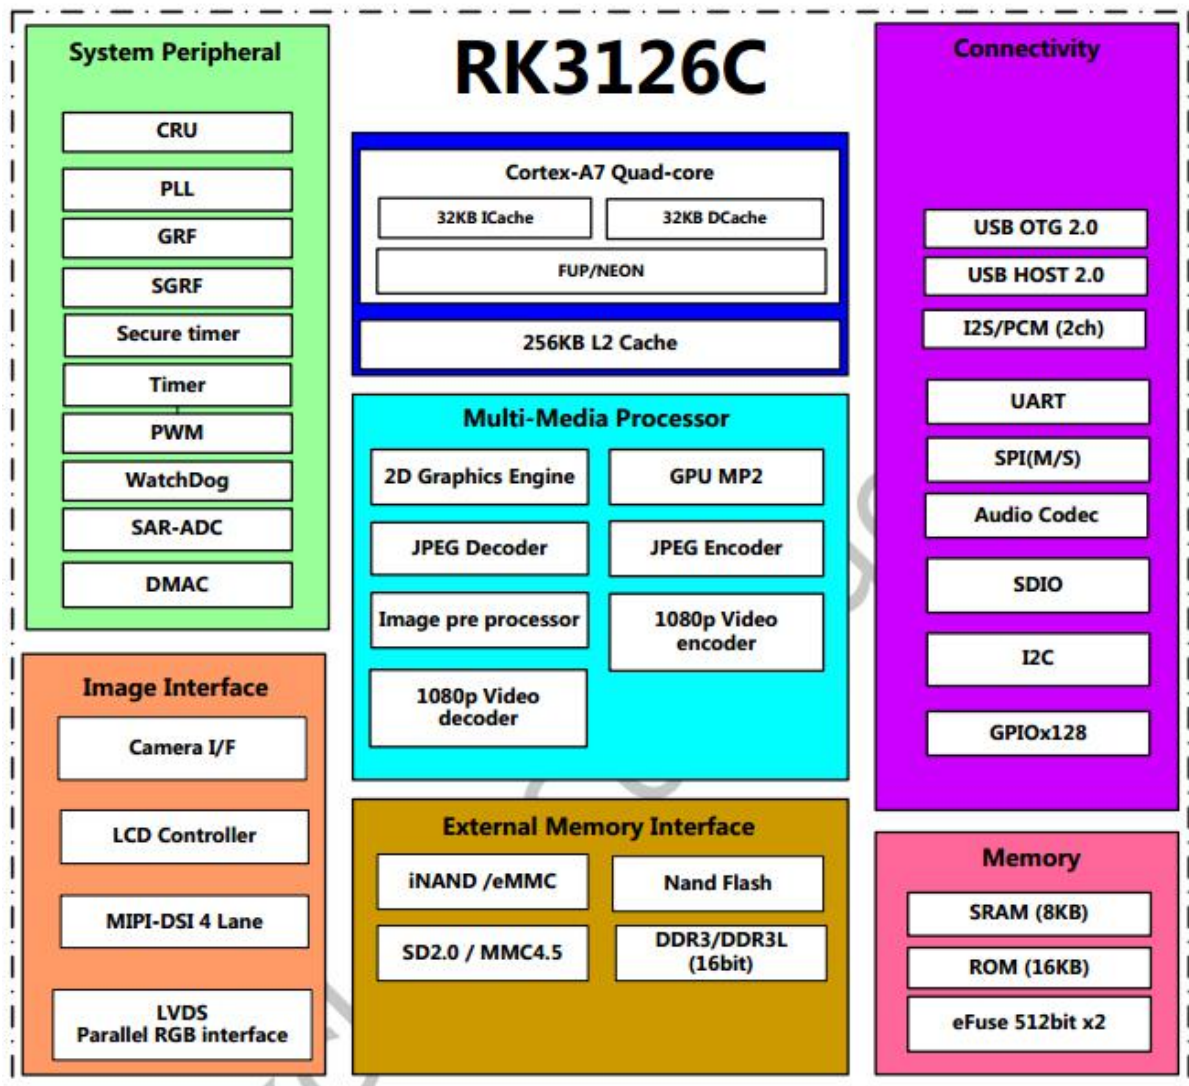 RK3126C
System Peripheral
CRU
PLL
GRF
SGRF
Secure timer
Timer
PWM
WatchDog
SAR-ADC
DMAC
Image Interface
Camera I/F
LCD Controller
MIPI-DSI 4 Lane
LVDS
Parallel RGB interface
Cortex-A7 Quad-core
32KB ICache
32KB DCache
FUP/NEON
256KB L2 Cache
Multi-Media Processor
2D Graphics Engine
GPU MP2
JPEG Decoder
JPEG Encoder
Image pre processor
1080p Video
encoder
1080p Video
decoder
External Memory Interface
iNAND /eMMC
Nand Flash
SD2.0 / MMC4.5
DDR3/DDR3L
(16bit)
Connectivity
USB OTG 2.0
USB HOST 2.0
I2S/PCM (2ch)
UART
SPI(M/S)
Audio Codec
SDIO
I2C
GPIOx128
Memory
SRAM (8KB)
ROM (16KB)
eFuse 512bit x2